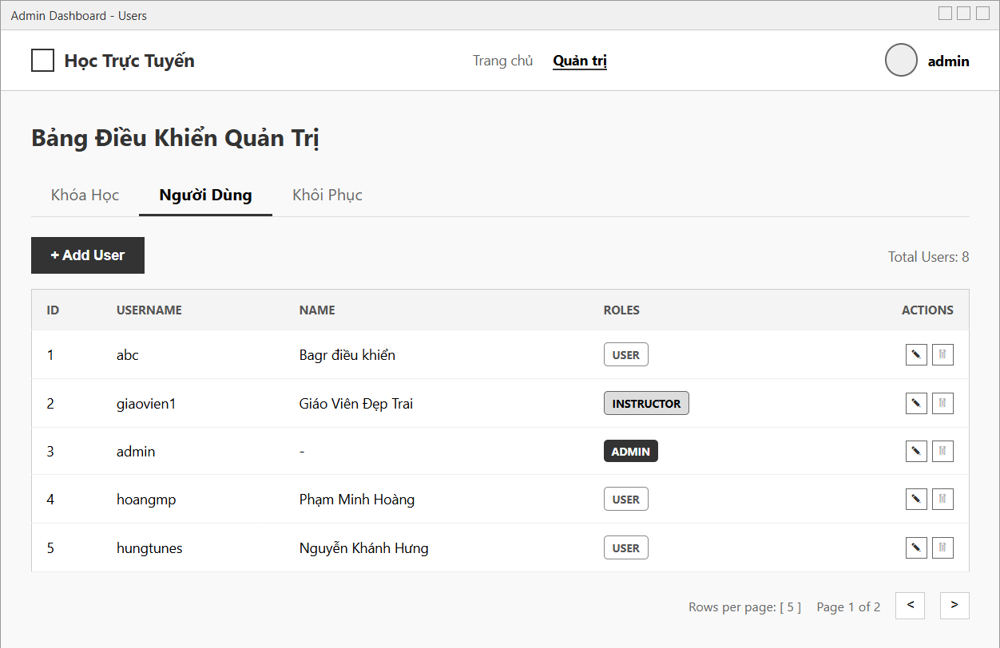 Admin Dashboard - Users
Học Trực Tuyến Trang chủ Quản trị admin
Bảng Điều Khiển Quản Trị
Khóa Học Người Dùng Khôi Phục
+ Add User Total Users: 8
ID USERNAME NAME ROLES ACTIONS
1 abc Bagr điều khiển USER
2 giaovien1 Giáo Viên Đẹp Trai INSTRUCTOR
3 admin - ADMIN
4 hoangmp Phạm Minh Hoàng USER
5 hungtunes Nguyễn Khánh Hưng USER
Rows per page: [ 5 ] Page 1 of 2 < >